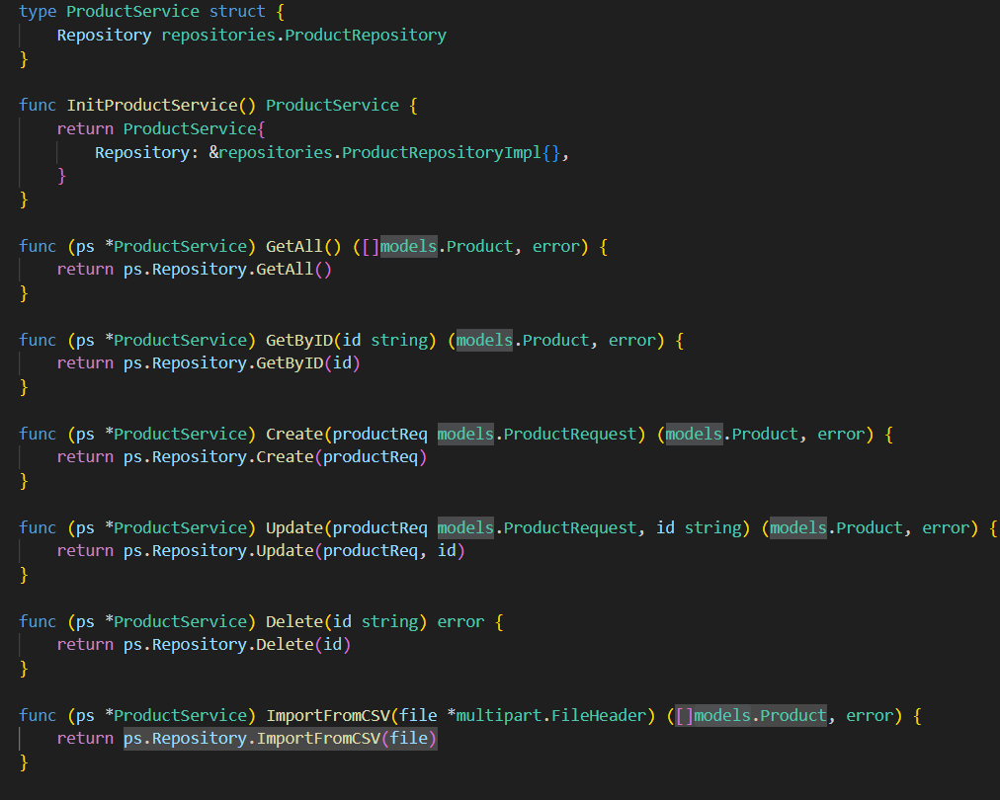 type ProductService struct {
    Repository repositories.ProductRepository
}

func InitProductService() ProductService {
    return ProductService{
        Repository: &repositories.ProductRepositoryImpl{},
    }
}

func (ps *ProductService) GetAll() ([]models.Product, error) {
    return ps.Repository.GetAll()
}

func (ps *ProductService) GetByID(id string) (models.Product, error) {
    return ps.Repository.GetByID(id)
}

func (ps *ProductService) Create(productReq models.ProductRequest) (models.Product, error) {
    return ps.Repository.Create(productReq)
}

func (ps *ProductService) Update(productReq models.ProductRequest, id string) (models.Product, error) {
    return ps.Repository.Update(productReq, id)
}

func (ps *ProductService) Delete(id string) error {
    return ps.Repository.Delete(id)
}

func (ps *ProductService) ImportFromCSV(file *multipart.FileHeader) ([]models.Product, error) {
    return ps.Repository.ImportFromCSV(file)
}